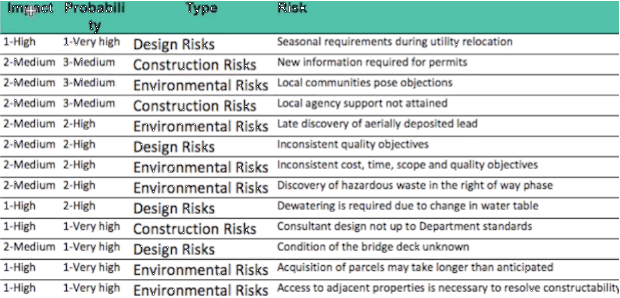 Impact Probability Type Risk
1-High 1-Very high Design Risks Seasonal requirements during utility relocation
2-Medium 3-Medium Construction Risks New information required for permits
2-Medium 3-Medium Environmental Risks Local communities pose objections
2-Medium 3-Medium Construction Risks Local agency support not attained
2-Medium 2-High Environmental Risks Late discovery of aerially deposited lead
2-Medium 2-High Design Risks Inconsistent quality objectives
2-Medium 2-High Environmental Risks Inconsistent cost, time, scope and quality objectives
2-Medium 2-High Environmental Risks Discovery of hazardous waste in the right of way phase
1-High 2-High Design Risks Dewatering is required due to change in water table
1-High 1-Very high Construction Risks Consultant design not up to Department standards
2-Medium 1-Very high Design Risks Condition of the bridge deck unknown
1-High 1-Very high Environmental Risks Acquisition of parcels may take longer than anticipated
1-High 1-Very high Environmental Risks Access to adjacent properties is necessary to resolve constructability